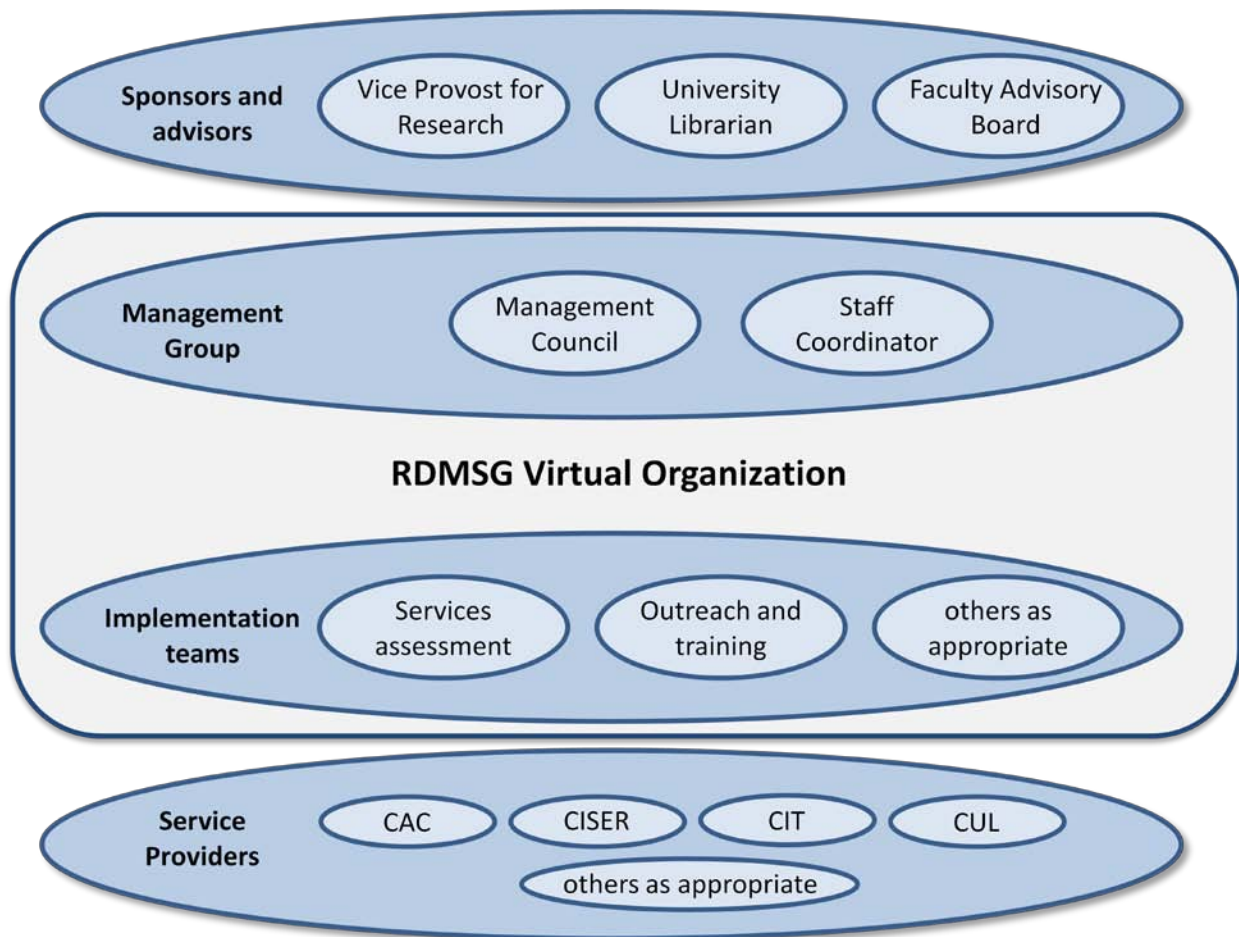 Sponsors and
advisors
Vice Provost for
Research
University
Librarian
Faculty Advisory
Board
Management
Group
Management
Council
Staff
Coordinator
RDMSG Virtual Organization
Implementation
teams
Services
assessment
Outreach and
training
others as
appropriate
Service
Providers
CAC
CISER
CIT
CUL
others as appropriate